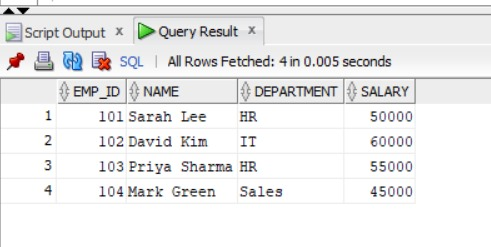 Script Output x Query Result x
SQL | All Rows Fetched: 4 in 0.005 seconds
EMP_ID NAME DEPARTMENT SALARY
1 101 Sarah Lee HR 50000
2 102 David Kim IT 60000
3 103 Priya Sharma HR 55000
4 104 Mark Green Sales 45000